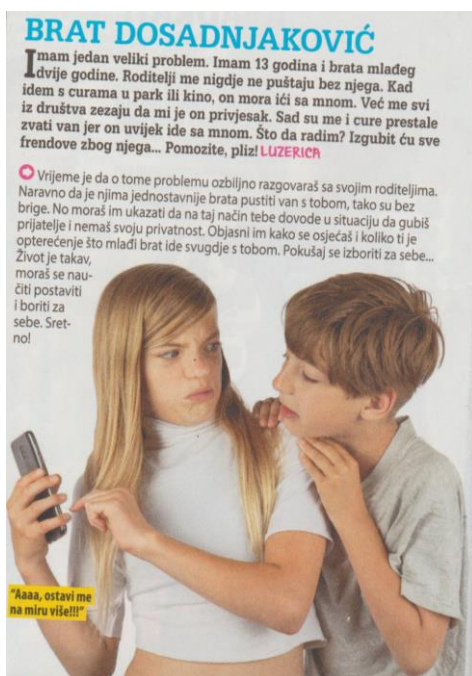 BRAT DOSADNJAKOVIĆ
Imam jedan veliki problem. Imam 13 godina i brata mlađeg
dvije godine. Roditelji me nigdje ne puštaju bez njega. Kad
idem s curama u park ili kino, on mora ići sa mnom. Već me svi
iz društva zezaju da mi je on privjesak. Sad su me i cure prestale
zvati van jer on uvijek ide sa mnom. Što da radim? Izgubit ću sve
frendove zbog njega... Pomozite, pliz! LUZERICA
Vrijeme je da o tome problemu ozbiljno razgovaraš sa svojim roditeljima.
Naravno da je njima jednostavnije brata pustiti van s tobom, tako su bez
brige. No moraš im ukazati da na taj način tebe dovode u situaciju da gubiš
prijatelje i nemaš svoju privatnost. Objasni im kako se osjećaš i koliko ti je
opterećenje što mlađi brat ide svugdje s tobom. Pokušaj se izboriti za sebe...
Život je takav,
moraš se nau-
čiti postaviti
i boriti za
sebe. Sret-
no!
"Aaaa, ostavi me
na miru više!!!"